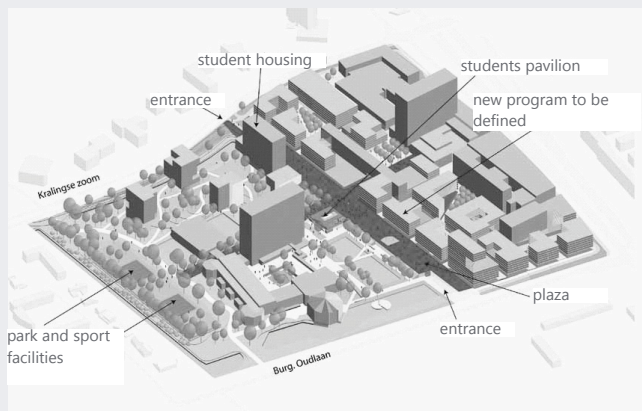 student housing
students pavilion
entrance
new program to be
defined
Kralingse zoom
plaza
park and sport
facilities
entrance
Burg. Oudlaan